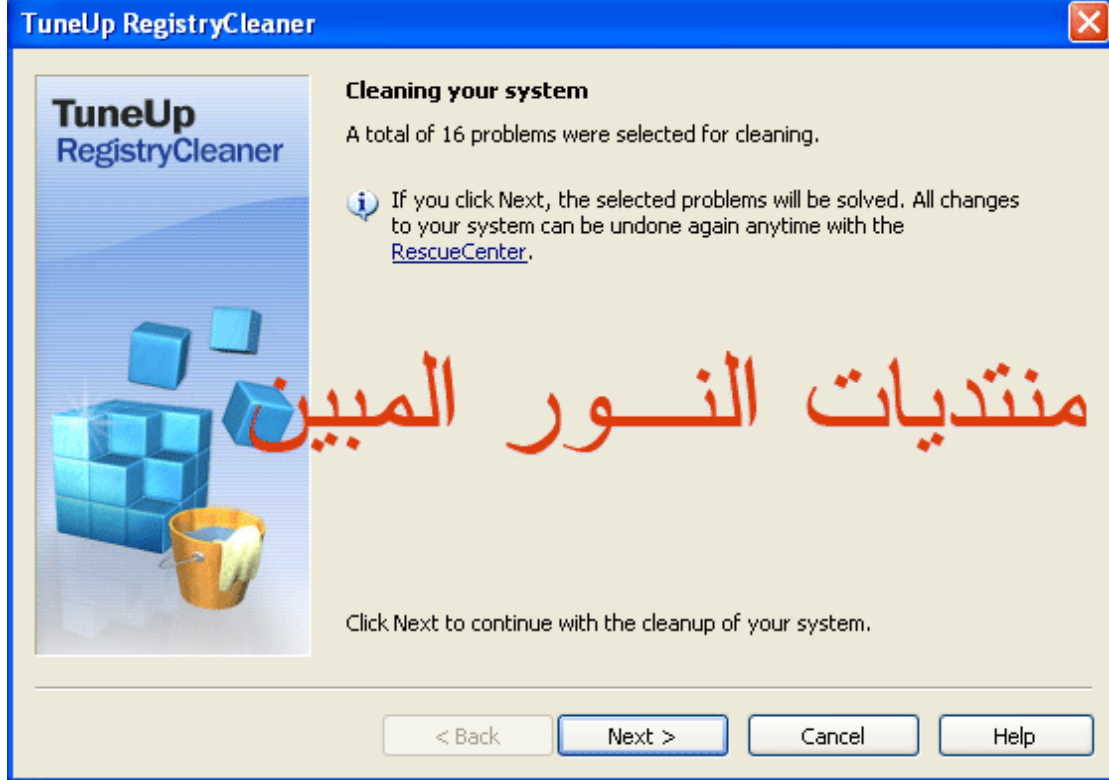 TuneUp RegistryCleaner
TuneUp
RegistryCleaner
Cleaning your system
A total of 16 problems were selected for cleaning.
If you click Next, the selected problems will be solved. All changes
to your system can be undone again anytime with the
RescueCenter.
منتديات النـــور المبين
Click Next to continue with the cleanup of your system.
< Back
Next >
Cancel
Help